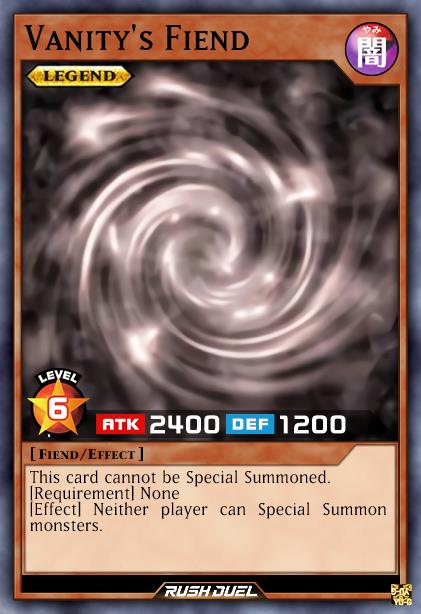 Vanity's Fiend
やみ
闇
LEGEND
LEVEL
6
ATK 2400 DEF 1200
[Fiend/Effect]
This card cannot be Special Summoned.
[Requirement] None
[Effect] Neither player can Special Summon
monsters.
RUSH DUEL